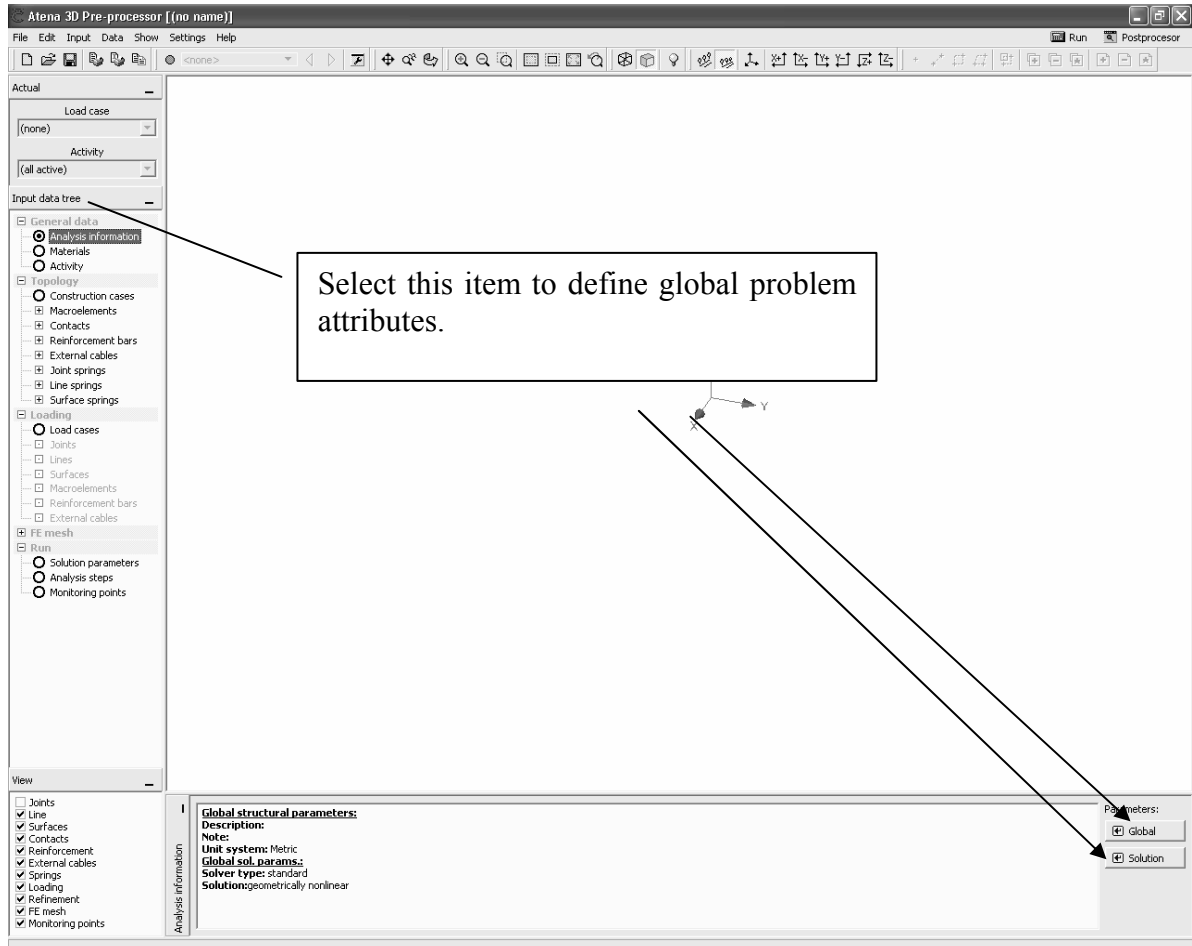 Atena 3D Pre-processor [(no name)]
File Edit Input Data Show Settings Help
Run Postprocesor
<none>
Actual
Load case
(none)
Activity
(all active)
Input data tree
General data
Analysis information
Materials
Activity
Topology
Construction cases
Macroelements
Contacts
Reinforcement bars
External cables
Joint springs
Line springs
Surface springs
Loading
Load cases
Joints
Lines
Surfaces
Macroelements
Reinforcement bars
External cables
FE mesh
Run
Solution parameters
Analysis steps
Monitoring points
Select this item to define global problem
attributes.
Y
X
View
Joints
Line
Surfaces
Contacts
Reinforcement
External cables
Springs
Loading
Refinement
FE mesh
Monitoring points
Analysis information
Global structural parameters:
Description:
Note:
Unit system: Metric
Global sol. params.:
Solver type: standard
Solution:geometrically nonlinear
Parameters:
Global
Solution